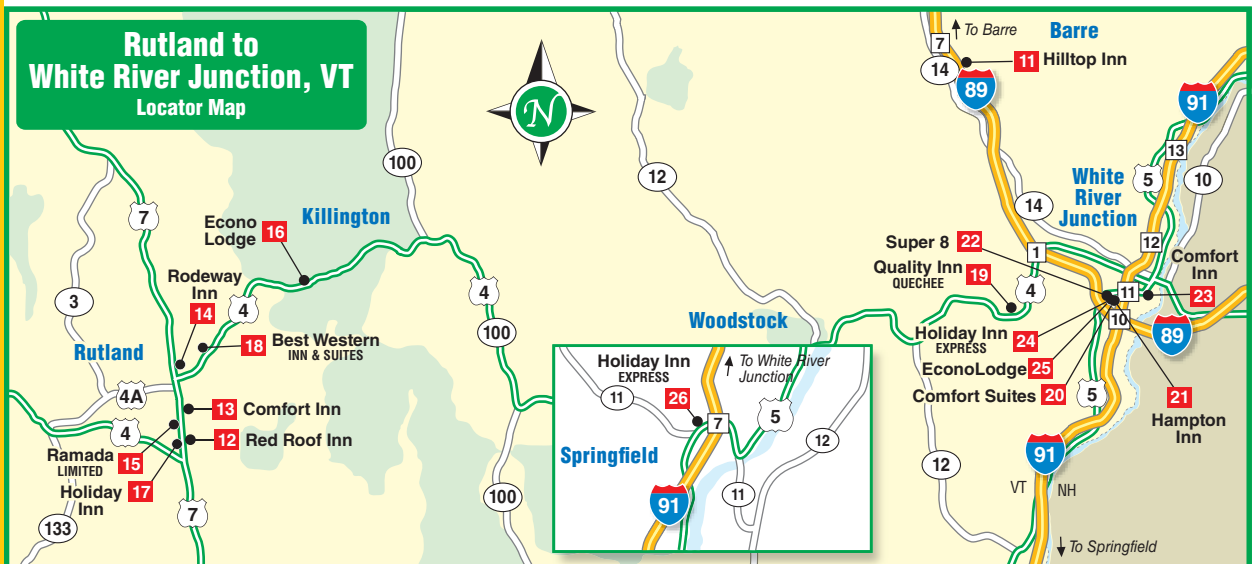 Rutland to
White River Junction, VT
Locator Map
N
To Barre
Barre
7
11 Hilltop Inn
14
89
91
13
100
12
5
10
White
River
Junction
14
7
Econo
Lodge
16
Killington
Super 8 22
1
12
Comfort
Inn
23
Quality Inn
QUECHEE
19
4
11
Rodeway
Inn
14
4
4
3
100
10
89
18 Best Western
INN & SUITES
Rutland
Woodstock
Holiday Inn
EXPRESS
24
EconoLodge 25
Comfort Suites 20
5
21
Hampton
Inn
Holiday Inn
EXPRESS
26
To White River
Junction
11
7
5
12
Springfield
11
91
4A
13 Comfort Inn
4
12 Red Roof Inn
Ramada
LIMITED
15
Holiday
Inn
17
12
91
VT
NH
100
7
133
To Springfield